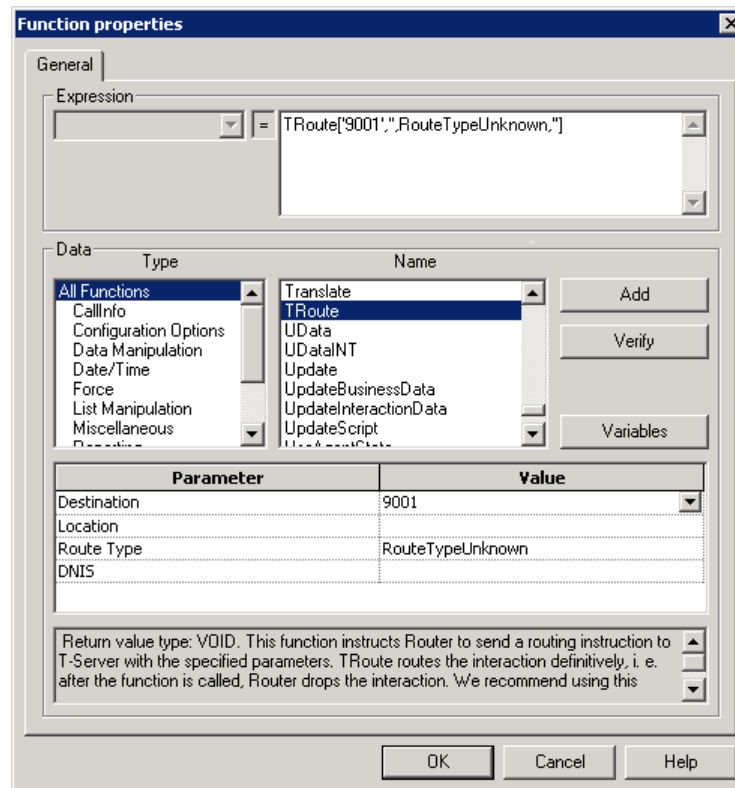 Function properties
General
Expression
=
TRoute['9001','',RouteTypeUnknown,'']
Data
Type
Name
All Functions
CallInfo
Configuration Options
Data Manipulation
Date/Time
Force
List Manipulation
Miscellaneous
Translate
TRoute
UData
UDataINT
Update
UpdateBusinessData
UpdateInteractionData
UpdateScript
Add
Verify
Variables
Parameter Value
Destination 9001
Location
Route Type RouteTypeUnknown
DNIS
Return value type: VOID. This function instructs Router to send a routing instruction to
T-Server with the specified parameters. TRoute routes the interaction definitively, i. e.
after the function is called, Router drops the interaction. We recommend using this
OK Cancel Help